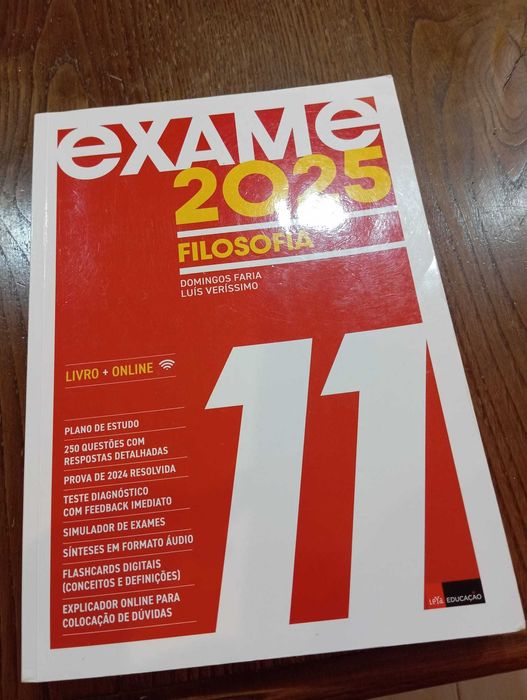 exame
2025
FILOSOFIA
DOMINGOS FARIA
LUÍS VERÍSSIMO
LIVRO + ONLINE
PLANO DE ESTUDO
250 QUESTÕES COM
RESPOSTAS DETALHADAS
PROVA DE 2024 RESOLVIDA
TESTE DIAGNÓSTICO
COM FEEDBACK IMEDIATO
SIMULADOR DE EXAMES
SÍNTESES EM FORMATO ÁUDIO
FLASHCARDS DIGITAIS
(CONCEITOS E DEFINIÇÕES)
EXPLICADOR ONLINE PARA
COLOCAÇÃO DE DÚVIDAS
11
leYa EDUCAÇÃO